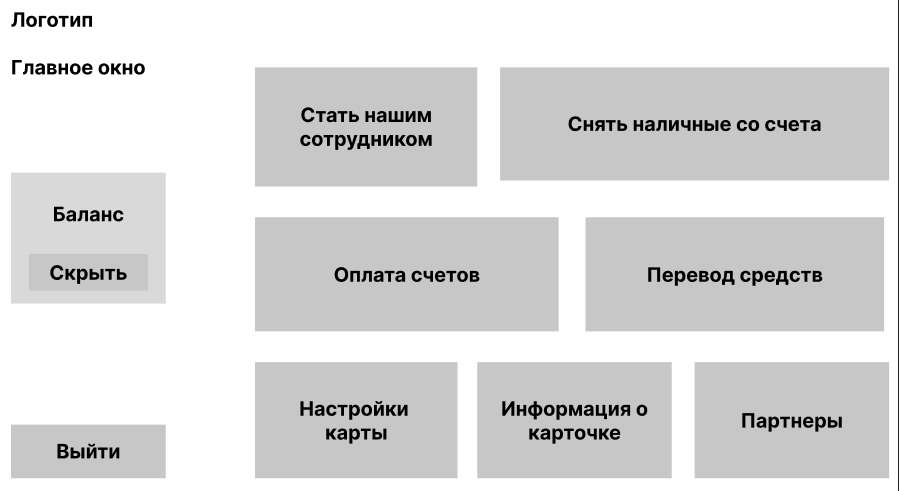 Логотип
Главное окно
Стать нашим
сотрудником
Снять наличные со счета
Баланс
Скрыть
Оплата счетов
Перевод средств
Настройки
карты
Информация о
карточке
Партнеры
Выйти